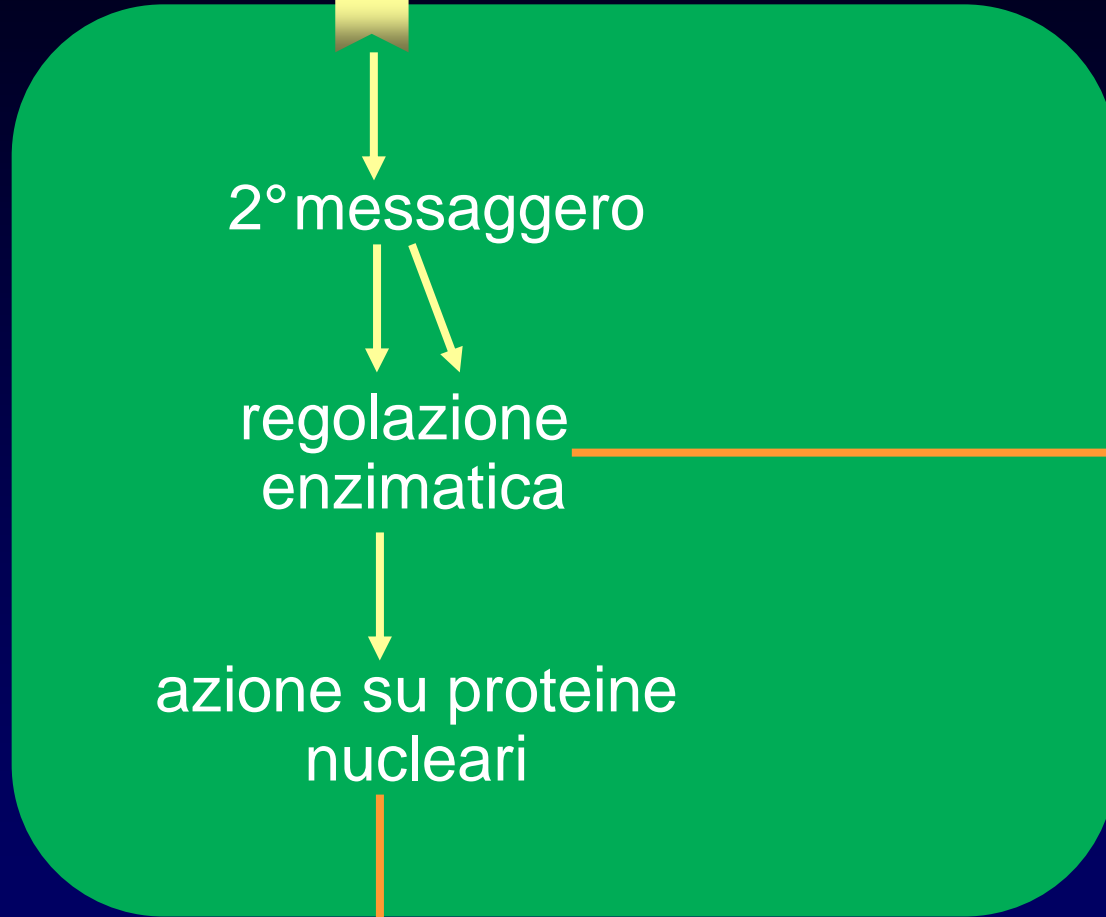 2° messaggero
regolazione
enzimatica
azione su proteine
nucleari